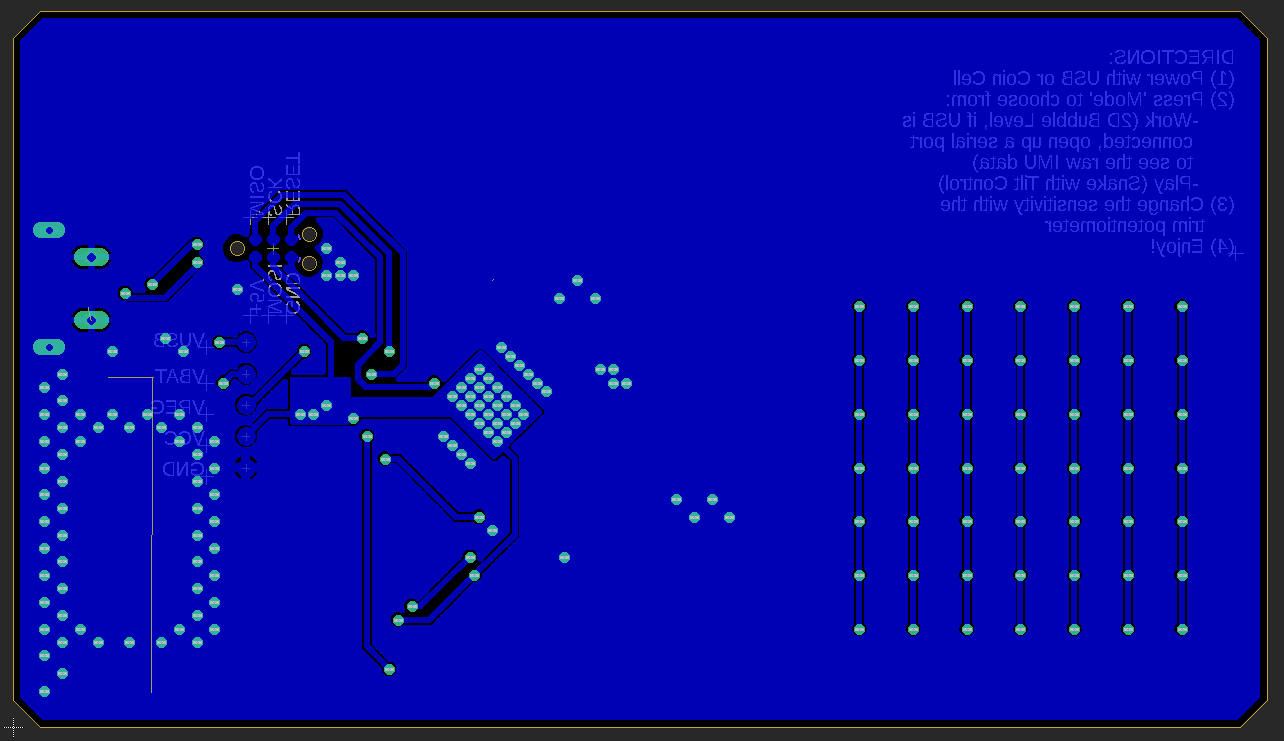 DIRECTIONS:
(1) Power with USB or Coin Cell
(2) Press 'Mode' to choose from:
-Work (2D Bubble Level, if USB is
connected, open up a serial port
to see the raw IMU data)
-Play (Snake with Tilt Control)
(3) Change the sensitivity with the
trim potentiometer
(4) Enjoy!
MISO
SCK
RESET
+5V
MOSI
GND
VUSB
VBAT
VREG
VCC
GND